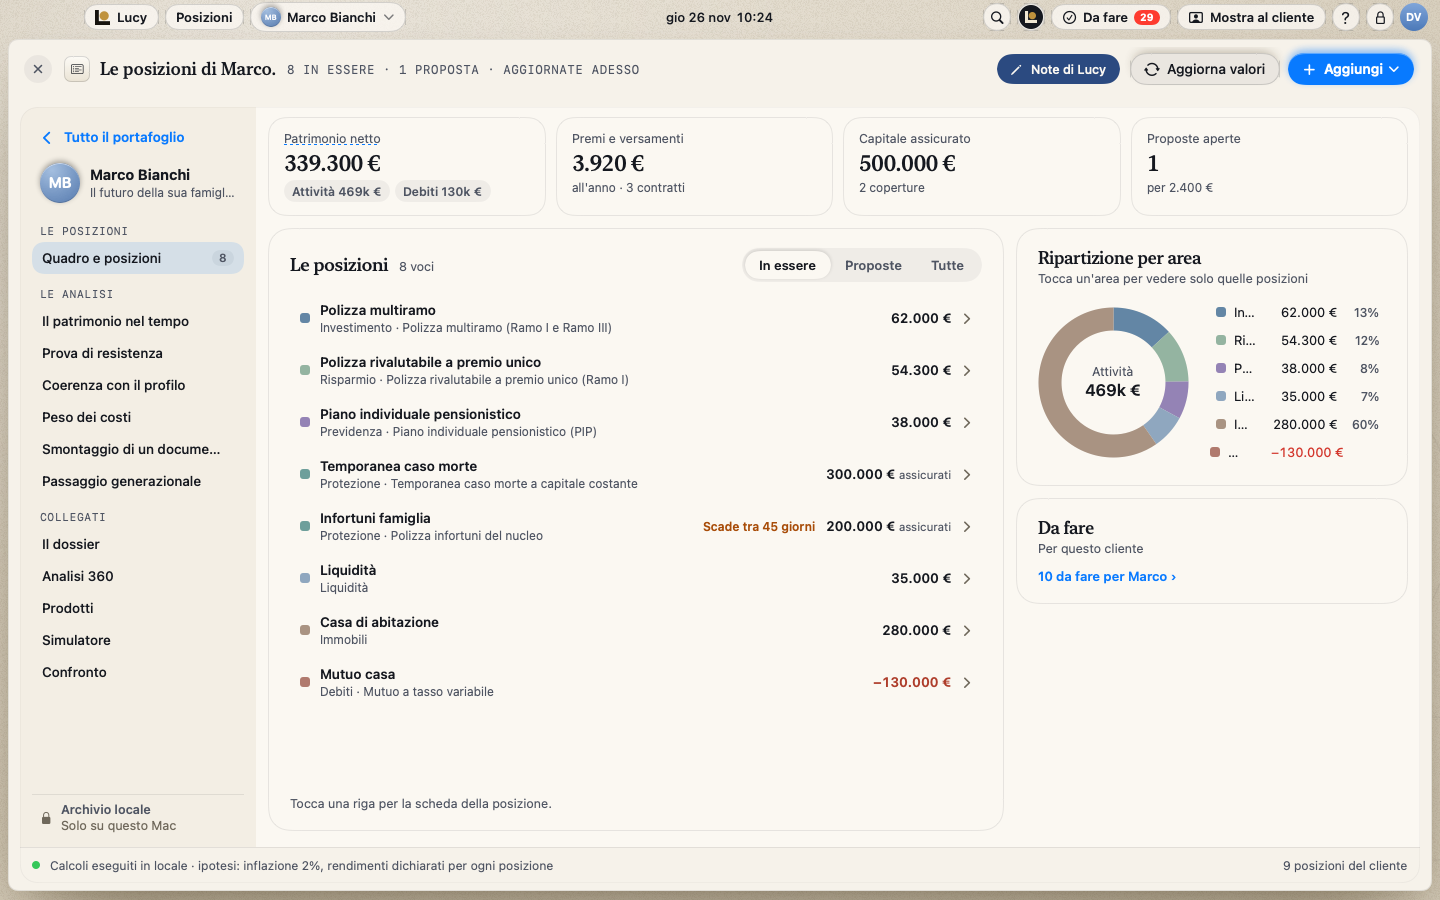 Lucy
Posizioni
MB Marco Bianchi
gio 26 nov 10:24
Da fare 29
Mostra al cliente
?
DV
Le posizioni di Marco.
8 IN ESSERE · 1 PROPOSTA · AGGIORNATE ADESSO
Note di Lucy
Aggiorna valori
+ Aggiungi
Tutto il portafoglio
MB
Marco Bianchi
Il futuro della sua famigl...
LE POSIZIONI
Quadro e posizioni 8
LE ANALISI
Il patrimonio nel tempo
Prova di resistenza
Coerenza con il profilo
Peso dei costi
Smontaggio di un docume...
Passaggio generazionale
COLLEGATI
Il dossier
Analisi 360
Prodotti
Simulatore
Confronto
Archivio locale
Solo su questo Mac
Patrimonio netto
339.300 €
Attività 469k €
Debiti 130k €
Premi e versamenti
3.920 €
all'anno · 3 contratti
Capitale assicurato
500.000 €
2 coperture
Proposte aperte
1
per 2.400 €
Le posizioni 8 voci
In essere
Proposte
Tutte
Polizza multiramo
Investimento · Polizza multiramo (Ramo I e Ramo III)
62.000 €
Polizza rivalutabile a premio unico
Risparmio · Polizza rivalutabile a premio unico (Ramo I)
54.300 €
Piano individuale pensionistico
Previdenza · Piano individuale pensionistico (PIP)
38.000 €
Temporanea caso morte
Protezione · Temporanea caso morte a capitale costante
300.000 € assicurati
Infortuni famiglia
Protezione · Polizza infortuni del nucleo
Scade tra 45 giorni 200.000 € assicurati
Liquidità
Liquidità
35.000 €
Casa di abitazione
Immobili
280.000 €
Mutuo casa
Debiti · Mutuo a tasso variabile
−130.000 €
Tocca una riga per la scheda della posizione.
Ripartizione per area
Tocca un'area per vedere solo quelle posizioni
Attività
469k €
In... 62.000 € 13%
Ri... 54.300 € 12%
P... 38.000 € 8%
Li... 35.000 € 7%
I... 280.000 € 60%
... −130.000 €
Da fare
Per questo cliente
10 da fare per Marco ›
Calcoli eseguiti in locale · ipotesi: inflazione 2%, rendimenti dichiarati per ogni posizione
9 posizioni del cliente